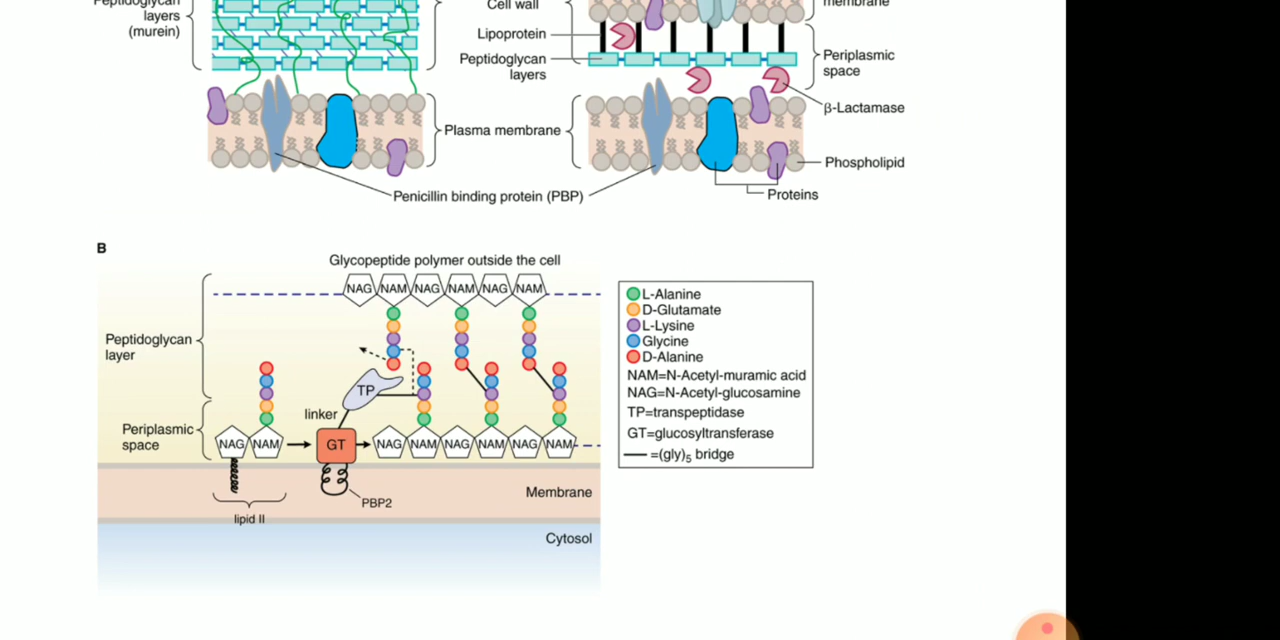 Peptidoglycan
layers
(murein)
Cell wall
Lipoprotein
Peptidoglycan
layers
membrane
Periplasmic
space
β-Lactamase
Plasma membrane
Phospholipid
Penicillin binding protein (PBP)
Proteins
B
Glycopeptide polymer outside the cell
NAG NAM NAG NAM NAG NAM
Peptidoglycan
layer
TP
linker
Periplasmic
space
NAG NAM GT NAG NAM NAG NAM NAG NAM
PBP2
lipid II
Membrane
Cytosol
L-Alanine
D-Glutamate
L-Lysine
Glycine
D-Alanine
NAM=N-Acetyl-muramic acid
NAG=N-Acetyl-glucosamine
TP=transpeptidase
GT=glucosyltransferase
=(gly)5 bridge